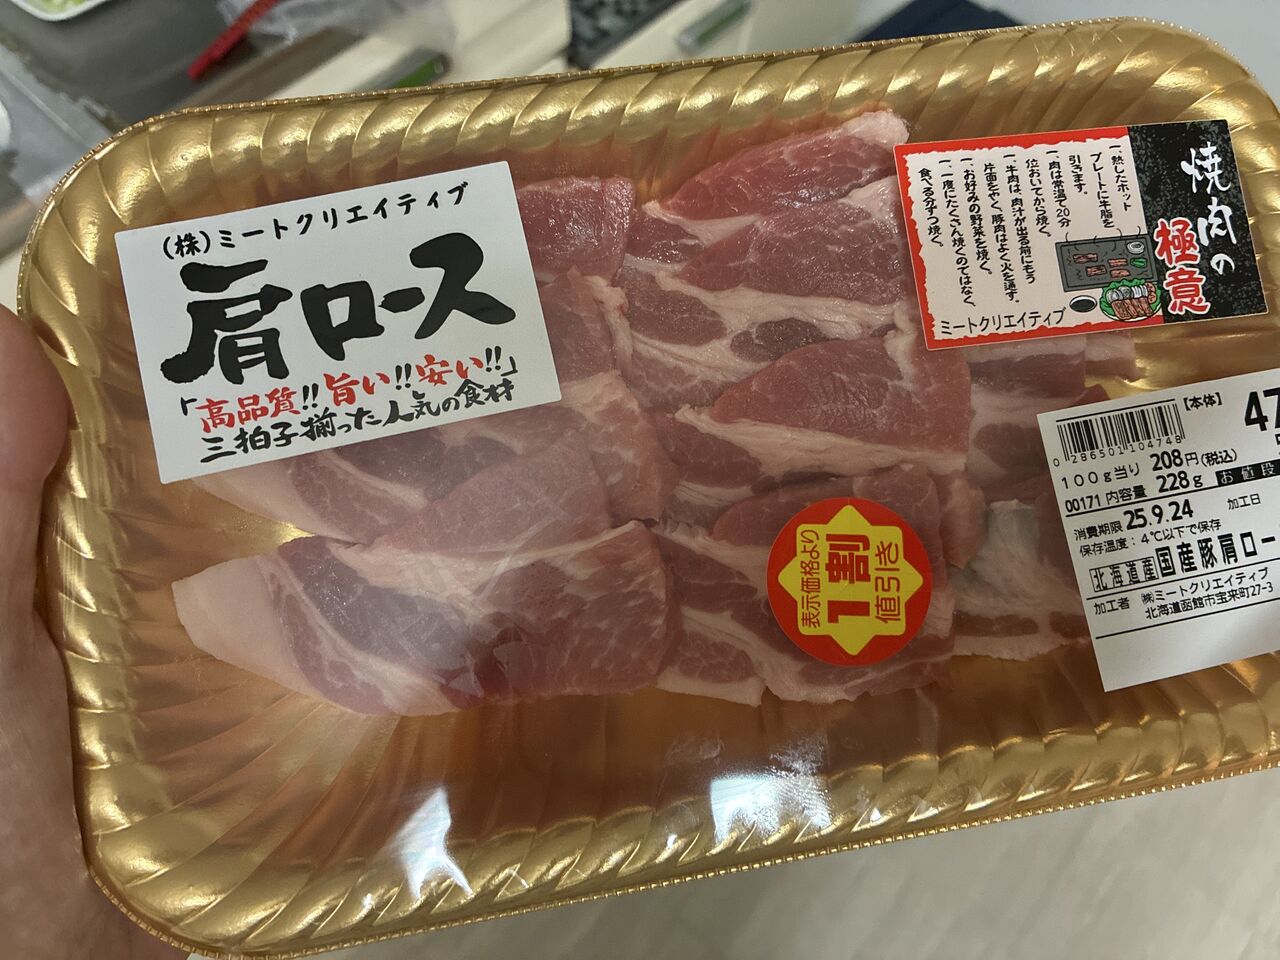 (株)ミートクリエイティブ
肩ロース
「高品質!!旨い!!安い!!」
三拍子揃った人気の食材
焼肉の
極意
一、熱したホット
プレートに牛脂を
引きます。
一、肉は常温で20分
位おいてから焼く。
一、牛肉は、肉汁が出る前にもう
片面をやく、豚肉はよく火を通す。
一、お好みの野菜を焼く。
一、一度にたくさん焼くのではなく、
食べる分ずつ焼く。
ミートクリエイティブ
表示価格より
1割
値引き
【本体】
47
0 286501 104748
100g当り 208円(税込)
00171 内容量 228g お値段
消費期限 25.9.24 加工日
保存温度:4℃以下で保存
北海道産 国産豚肩ロー
加工者 ㈱ミートクリエイティブ
北海道函館市宝来町27-3